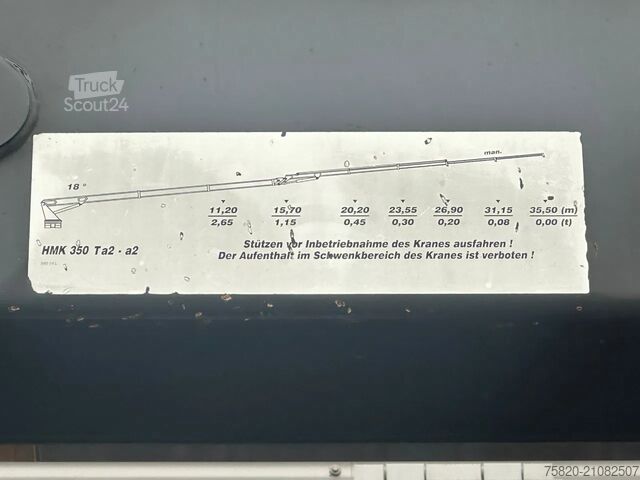 Truck
Scout24
man.
18 °
11,20 15,70 20,20 23,55 26,90 31,15 35,50 (m)
2,65 1,15 0,45 0,30 0,20 0,08 0,00 (t)
HMK 350 Ta2 - a2
Stützen vor Inbetriebnahme des Kranes ausfahren !
Der Aufenthalt im Schwenkbereich des Kranes ist verboten !
75820-21082507